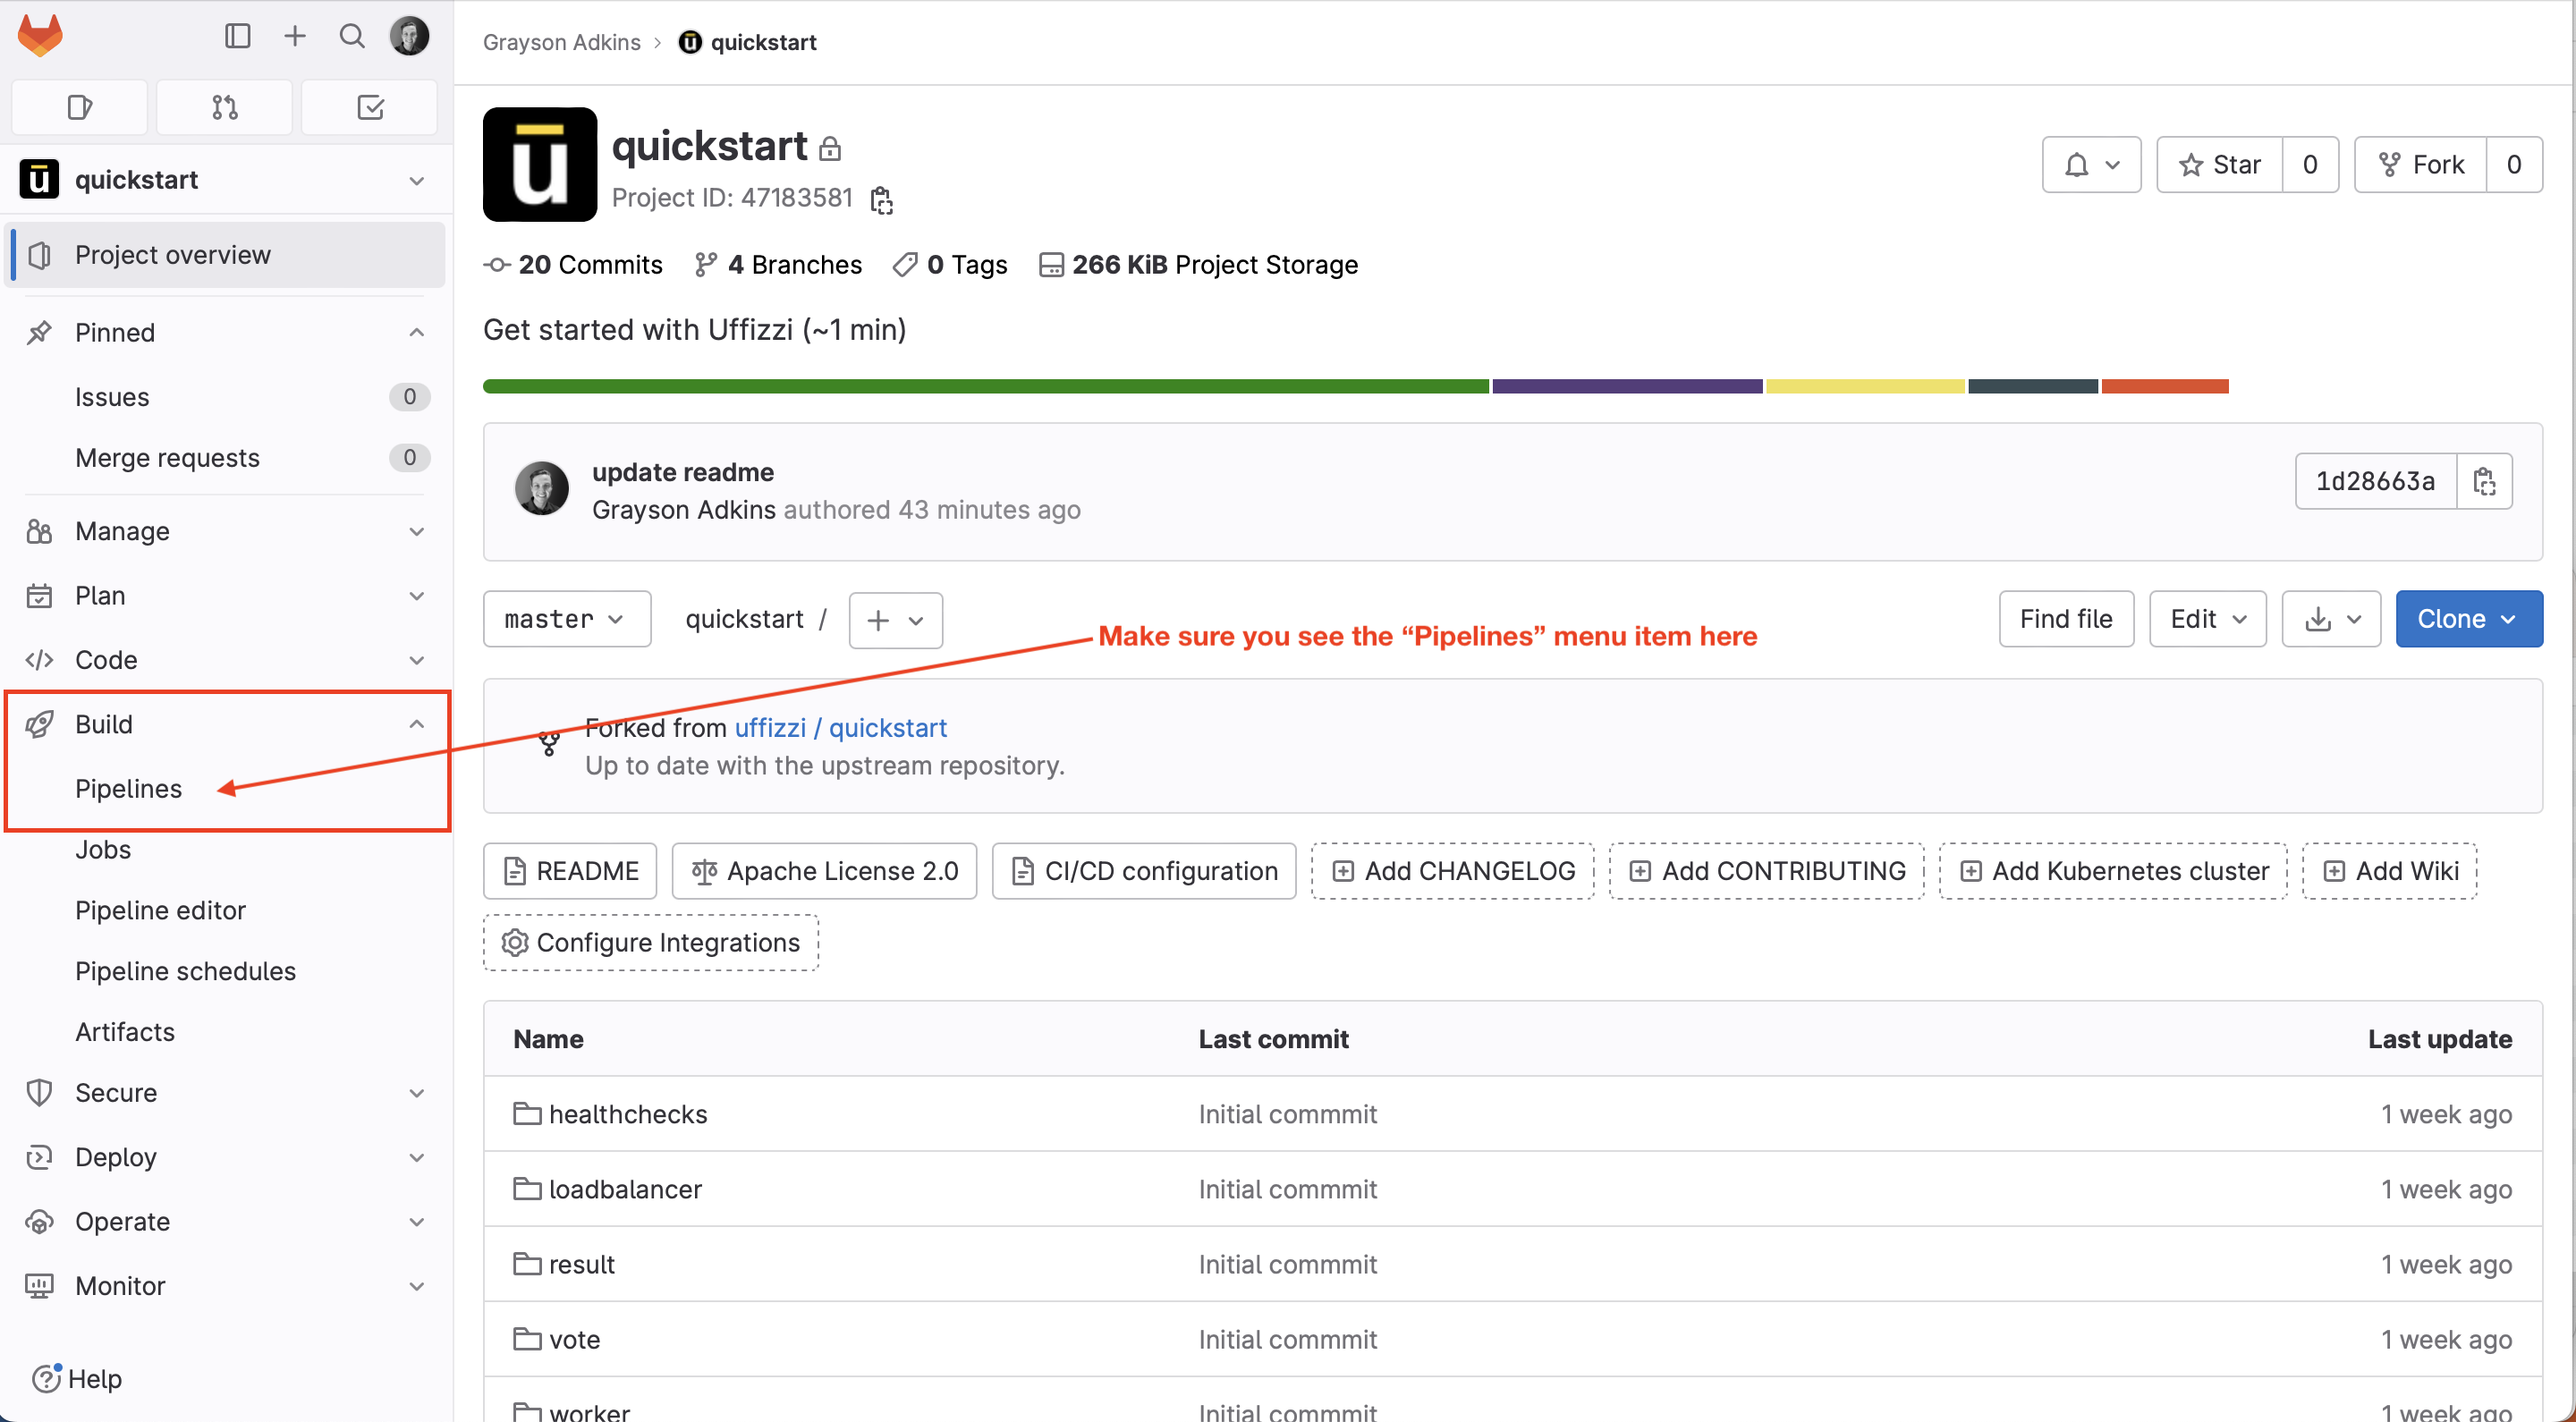 Grayson Adkins › quickstart
quickstart
Project overview
Pinned
Issues 0
Merge requests 0
Manage
Plan
Code
Build
Pipelines
Jobs
Pipeline editor
Pipeline schedules
Artifacts
Secure
Deploy
Operate
Monitor
Help
ū
quickstart
Project ID: 47183581
Star 0
Fork 0
20 Commits 4 Branches 0 Tags 266 KiB Project Storage
Get started with Uffizzi (~1 min)
update readme
Grayson Adkins authored 43 minutes ago
1d28663a
master quickstart / +
Find file Edit Clone
Make sure you see the “Pipelines” menu item here
Forked from uffizzi / quickstart
Up to date with the upstream repository.
README Apache License 2.0 CI/CD configuration Add CHANGELOG Add CONTRIBUTING Add Kubernetes cluster Add Wiki
Configure Integrations
Name Last commit Last update
healthchecks Initial commmit 1 week ago
loadbalancer Initial commmit 1 week ago
result Initial commmit 1 week ago
vote Initial commmit 1 week ago
worker Initial commmit 1 week ago